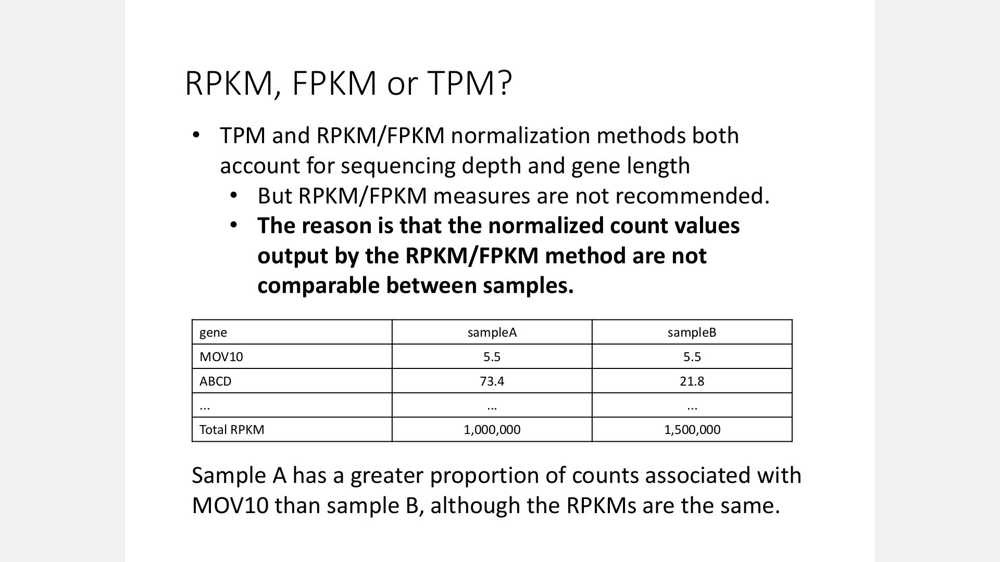 RPKM, FPKM or TPM?
• TPM and RPKM/FPKM normalization methods both
account for sequencing depth and gene length
• But RPKM/FPKM measures are not recommended.
• The reason is that the normalized count values
output by the RPKM/FPKM method are not
comparable between samples.
gene sampleA sampleB
MOV10 5.5 5.5
ABCD 73.4 21.8
... ... ...
Total RPKM 1,000,000 1,500,000
Sample A has a greater proportion of counts associated with
MOV10 than sample B, although the RPKMs are the same.